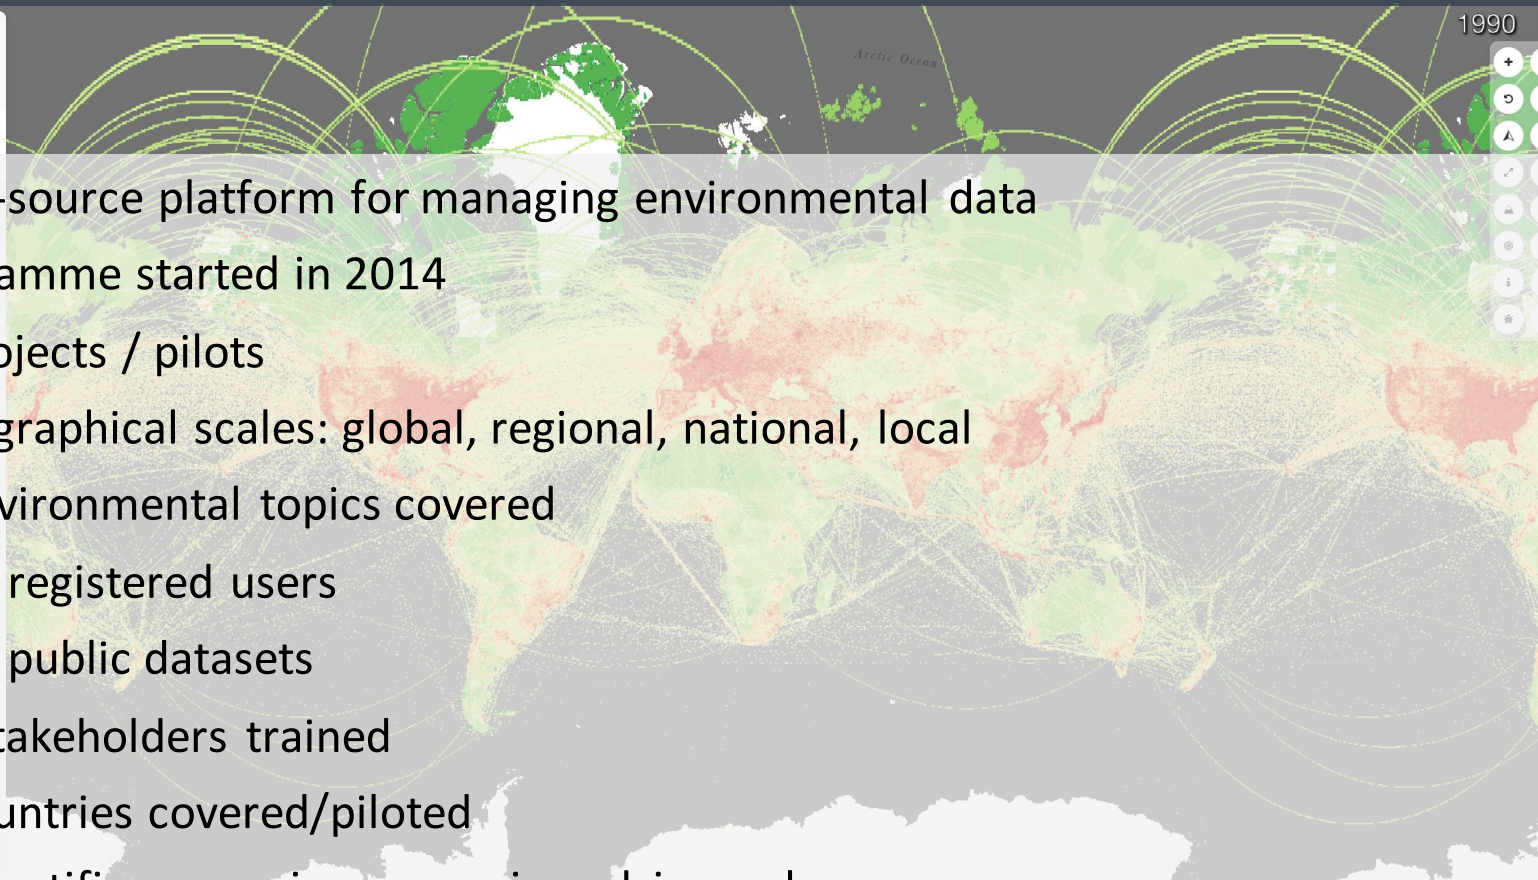 1990
Arctic Ocean
-source platform for managing environmental data
amme started in 2014
ojects / pilots
graphical scales: global, regional, national, local
vironmental topics covered
registered users
public datasets
takeholders trained
untries covered/piloted